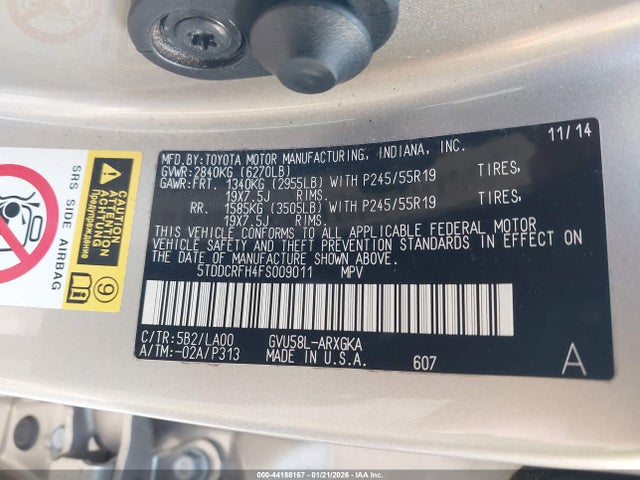 11/14
MFD.BY: TOYOTA MOTOR MANUFACTURING, INDIANA, INC.
GVWR: 2840KG (6270LB)
GAWR: FRT. 1340KG (2955LB) WITH P245/55R19 TIRES,
19X7.5J RIMS.
RR. 1585KG (3505LB) WITH P245/55R19 TIRES,
19X7.5J RIMS.
THIS VEHICLE CONFORMS TO ALL APPLICABLE FEDERAL MOTOR
VEHICLE SAFETY AND THEFT PREVENTION STANDARDS IN EFFECT ON
THE DATE OF MANUFACTURE SHOWN ABOVE.
5TDDCRFH4FS009011 MPV
C/TR: 5B2/LA00 GVU58L-ARXGKA
A/TM: -02A/P313 MADE IN U.S.A. 607 A
SRS SIDE AIRBAG
ACHTUNG
Предупреждение
9
000-44188167 - 01/21/2026 - IAA Holdings, LLC